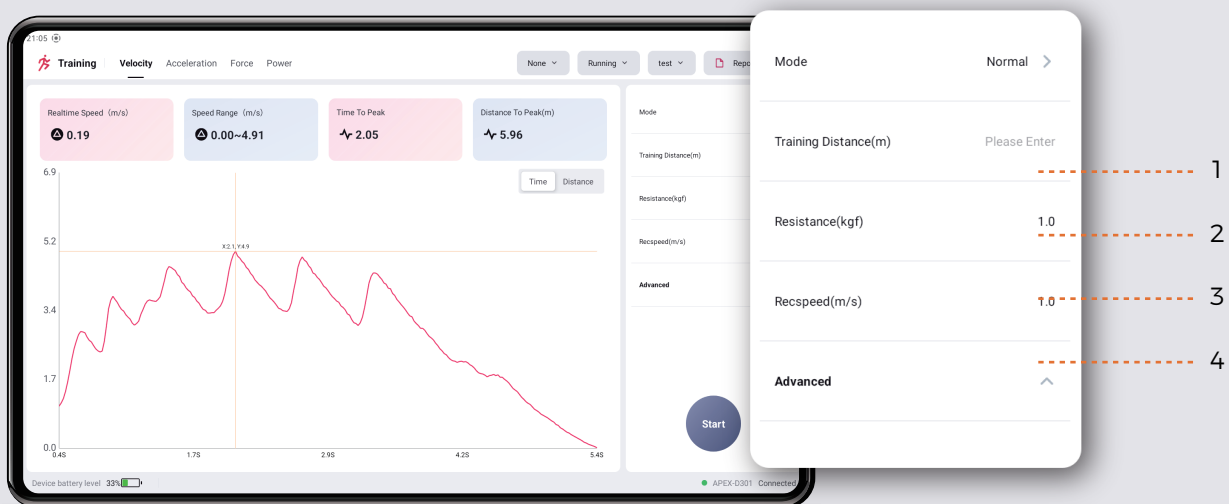 21:05
Training Velocity Acceleration Force Power None Running test Repo
Realtime Speed (m/s) Speed Range (m/s) Time To Peak Distance To Peak(m)
0.19 0.00~4.91 2.05 5.96
Time Distance
6.9
5.2
3.4
1.7
0.0
X:2.1, Y:4.9
0.4S 1.7S 2.9S 4.2S 5.4S
Mode
Training Distance(m)
Resistance(kgf)
Recspeed(m/s)
Advanced
Start
Device battery level 33% APEX-D301 Connected
Mode Normal
Training Distance(m) Please Enter
1
Resistance(kgf) 1.0
2
Recspeed(m/s) 1.0
3
Advanced
4